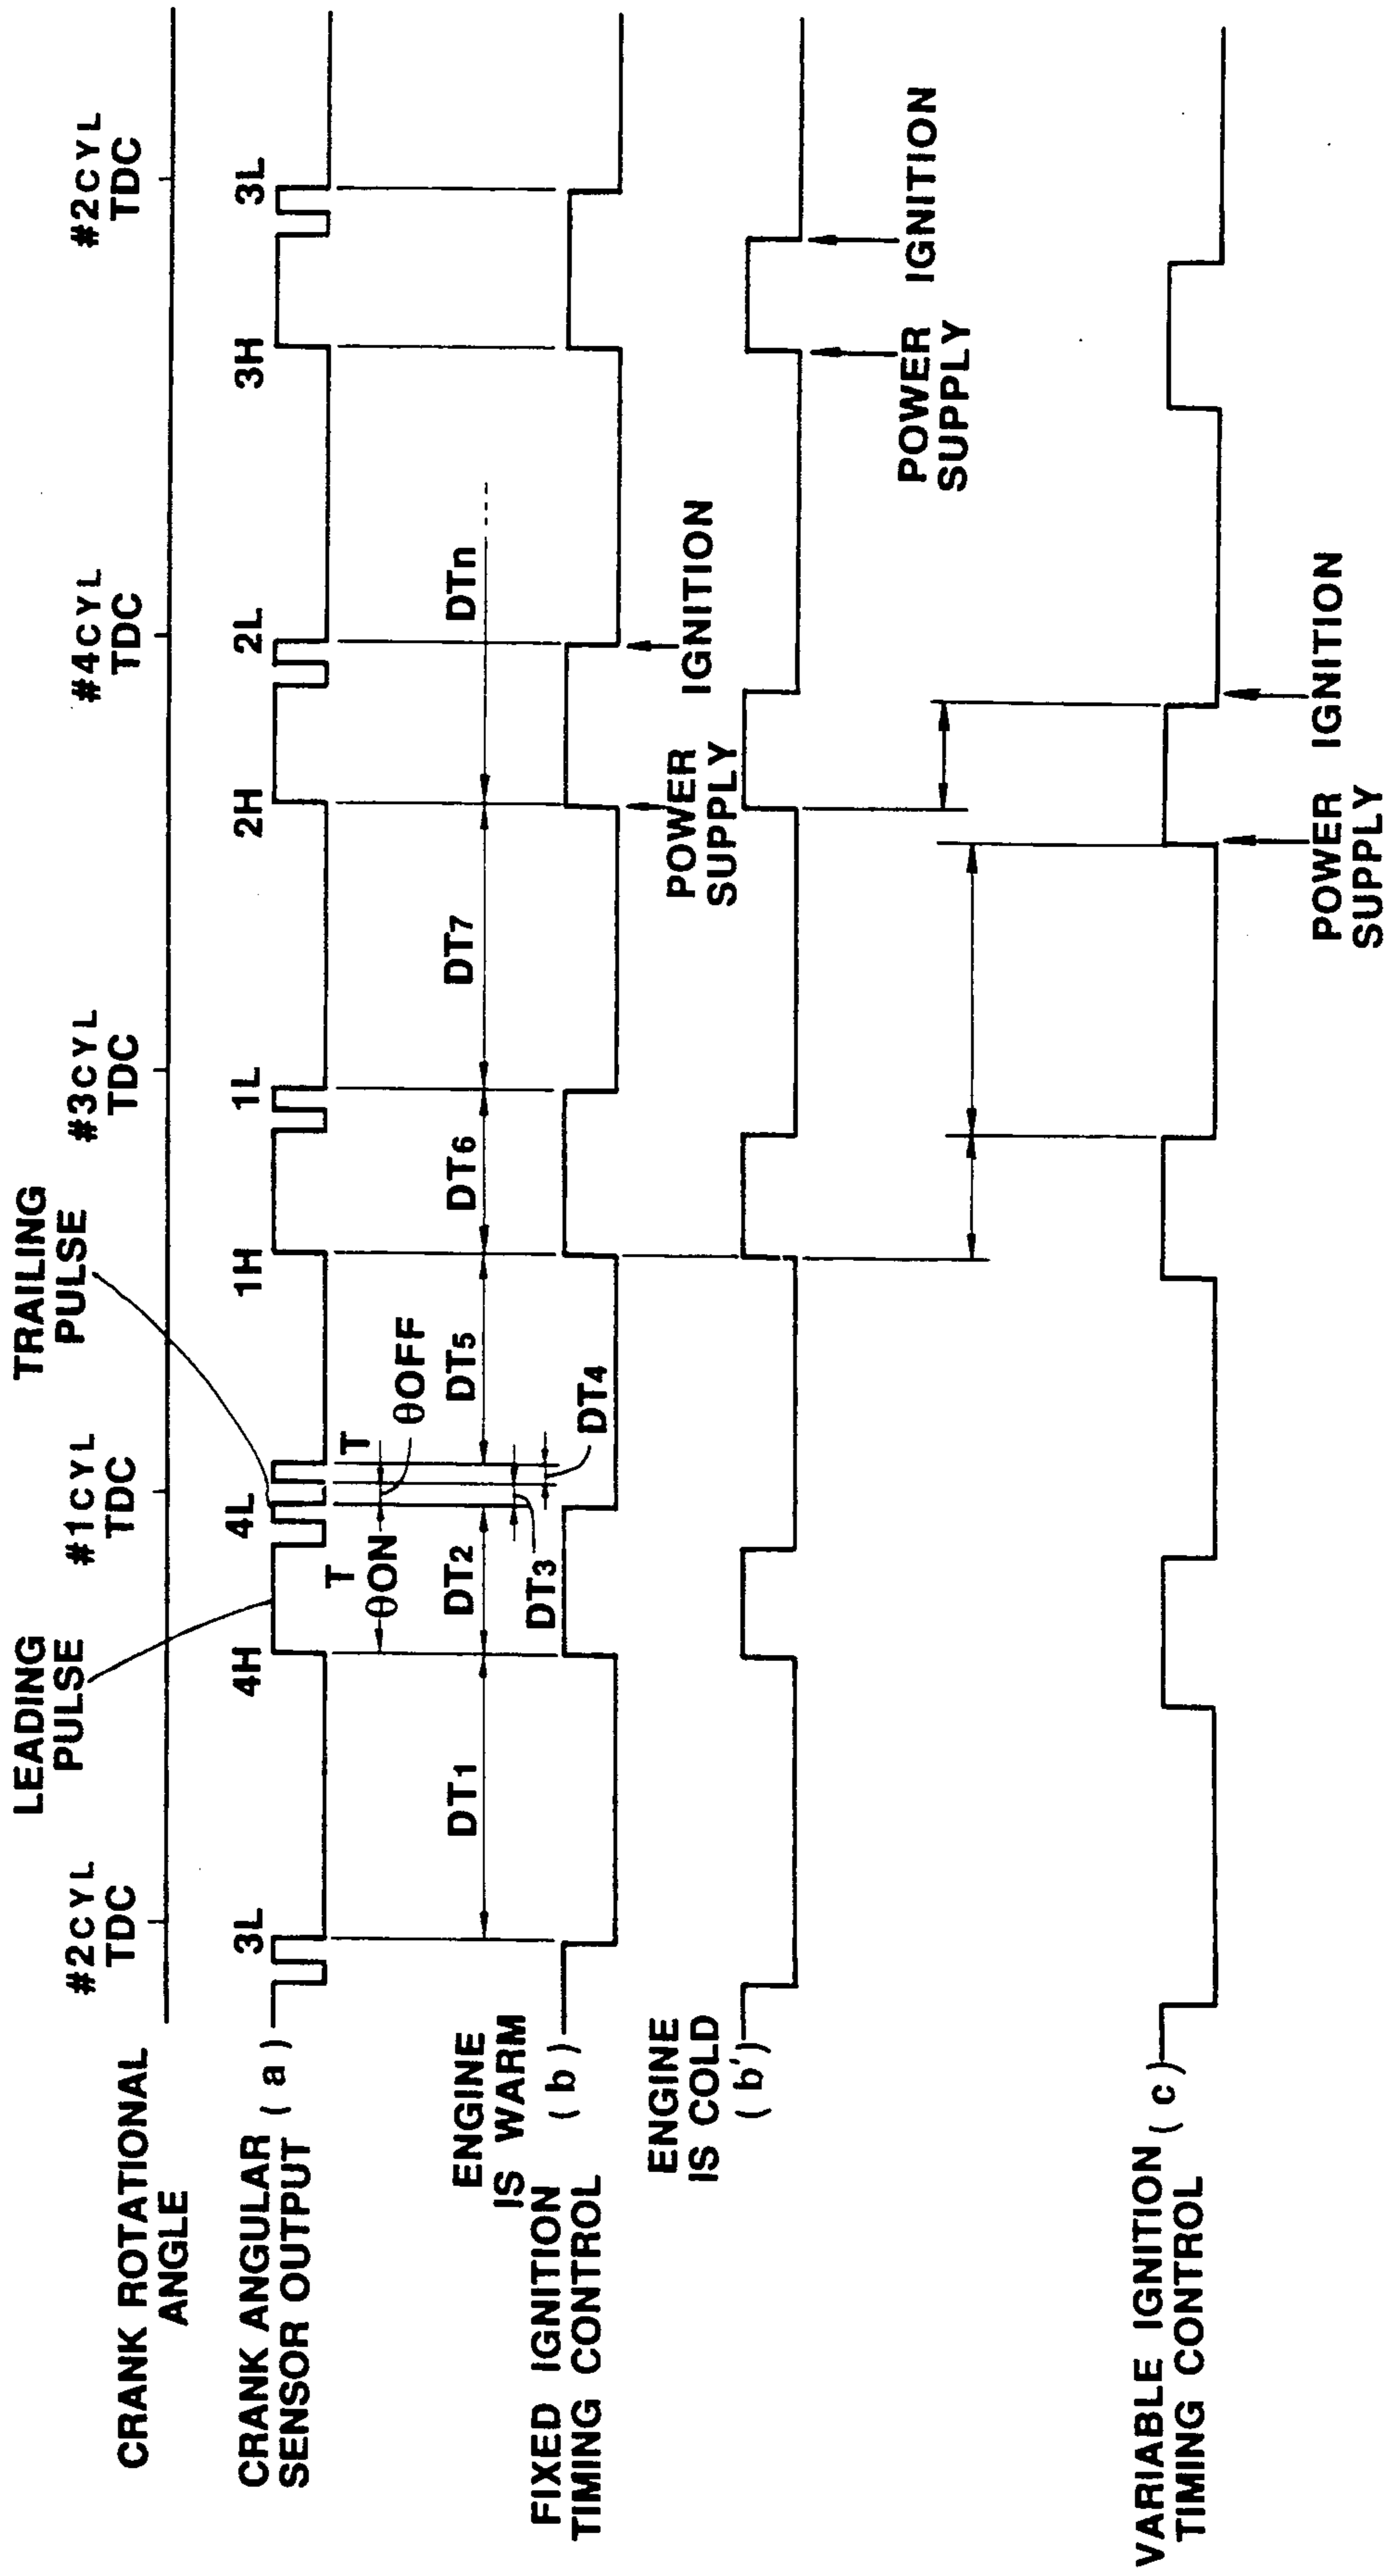 CRANK ROTATIONAL
ANGLE
#2CYL
TDC
#1CYL
TDC
#3CYL
TDC
#4CYL
TDC
#2CYL
TDC
LEADING
PULSE
TRAILING
PULSE
CRANK ANGULAR
SENSOR OUTPUT
(a)
3L
4H
4L
1H
1L
2H
2L
3H
3L
T
θON
T
θOFF
ENGINE
IS WARM
(b)
FIXED IGNITION
TIMING CONTROL
DT1
DT2
DT3
DT4
DT5
DT6
DT7
DTn
POWER
SUPPLY
IGNITION
ENGINE
IS COLD
(b')
POWER
SUPPLY
IGNITION
VARIABLE IGNITION
TIMING CONTROL
(c)
POWER
SUPPLY
IGNITION